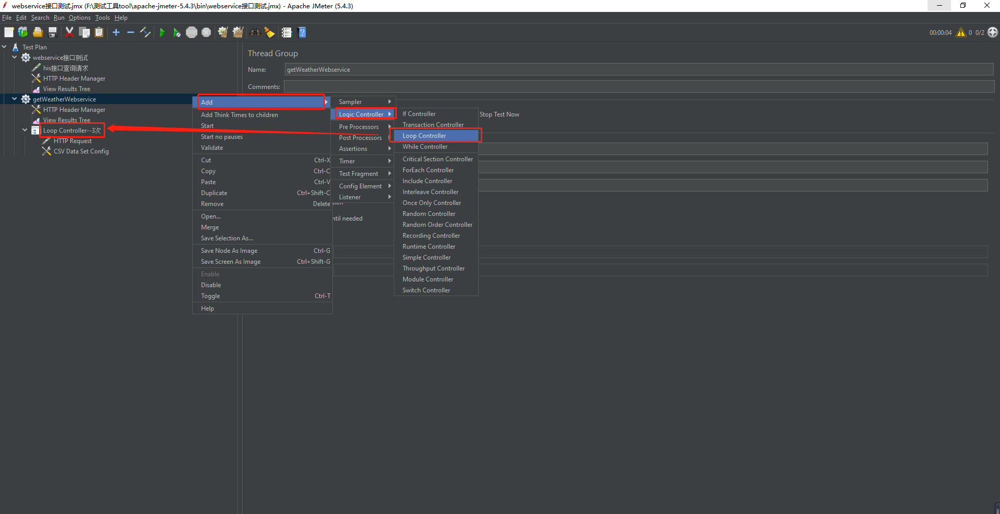 webservice接口测试.jmx (F:\测试工具tool\apache-jmeter-5.4.3\bin\webservice接口测试.jmx) - Apache JMeter (5.4.3)
File Edit Search Run Options Tools Help
STOP
00:00:04 0 0/2
Test Plan
webservice接口测试
his接口查询请求
HTTP Header Manager
View Results Tree
getWeatherWebservice
HTTP Header Manager
View Results Tree
Loop Controller--3次
HTTP Request
CSV Data Set Config
Thread Group
Name: getWeatherWebservice
Comments:
Stop Test Now
ntil needed
Add
Add Think Times to children
Start
Start no pauses
Validate
Cut Ctrl-X
Copy Ctrl-C
Paste Ctrl-V
Duplicate Ctrl+Shift-C
Remove Delete
Open...
Merge
Save Selection As...
Save Node As Image Ctrl-G
Save Screen As Image Ctrl+Shift-G
Enable
Disable
Toggle Ctrl-T
Help
Sampler
Logic Controller
Pre Processors
Post Processors
Assertions
Timer
Test Fragment
Config Element
Listener
If Controller
Transaction Controller
Loop Controller
While Controller
Critical Section Controller
ForEach Controller
Include Controller
Interleave Controller
Once Only Controller
Random Controller
Random Order Controller
Recording Controller
Runtime Controller
Simple Controller
Throughput Controller
Module Controller
Switch Controller